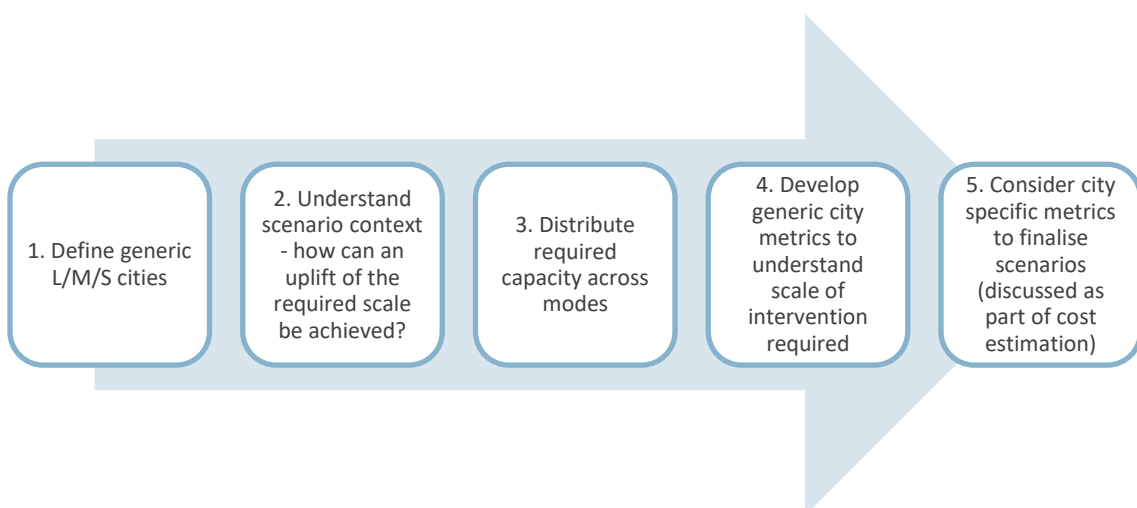 1. Define generic
L/M/S cities
2. Understand
scenario context
- how can an
uplift of the
required scale
be achieved?
3. Distribute
required
capacity across
modes
4. Develop
generic city
metrics to
understand
scale of
intervention
required
5. Consider city
specific metrics
to finalise
scenarios
(discussed as
part of cost
estimation)